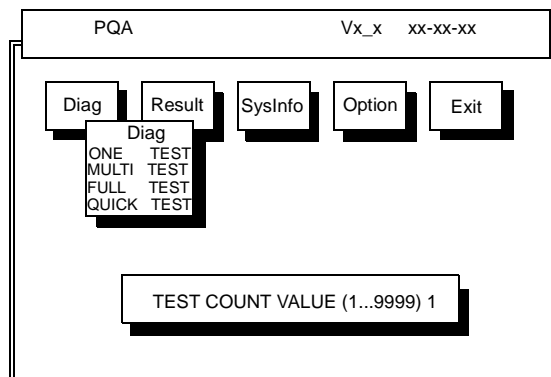 PQA Vx_x xx-xx-xx
Diag Result SysInfo Option Exit
Diag
ONE TEST
MULTI TEST
FULL TEST
QUICK TEST
TEST COUNT VALUE (1...9999) 1